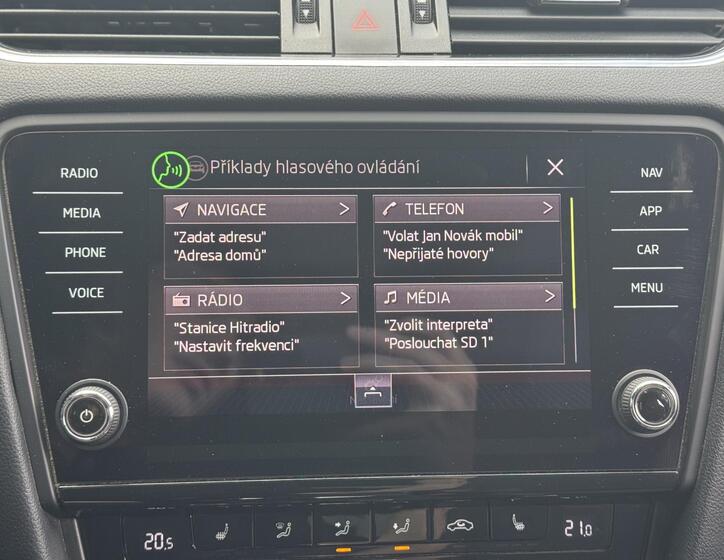 Příklady hlasového ovládání
RADIO
MEDIA
PHONE
VOICE
NAVIGACE
"Zadat adresu"
"Adresa domů"
TELEFON
"Volat Jan Novák mobil"
"Nepřijaté hovory"
RÁDIO
"Stanice Hitradio"
"Nastavit frekvenci"
MÉDIA
"Zvolit interpreta"
"Poslouchat SD 1"
NAV
APP
CAR
MENU
20.5
21.0